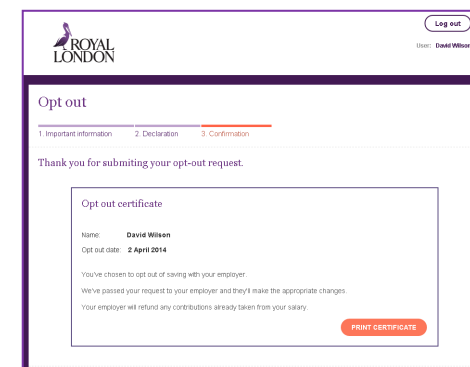 Log out
ROYAL
LONDON
User: David Wilson
Opt out
1. Important information 2. Declaration 3. Confirmation
Thank you for submiting your opt-out request.
Opt out certificate
Name: David Wilson
Opt out date: 2 April 2014
You've chosen to opt out of saving with your employer.
We've passed your request to your employer and they'll make the appropriate changes.
Your employer will refund any contributions already taken from your salary.
PRINT CERTIFICATE